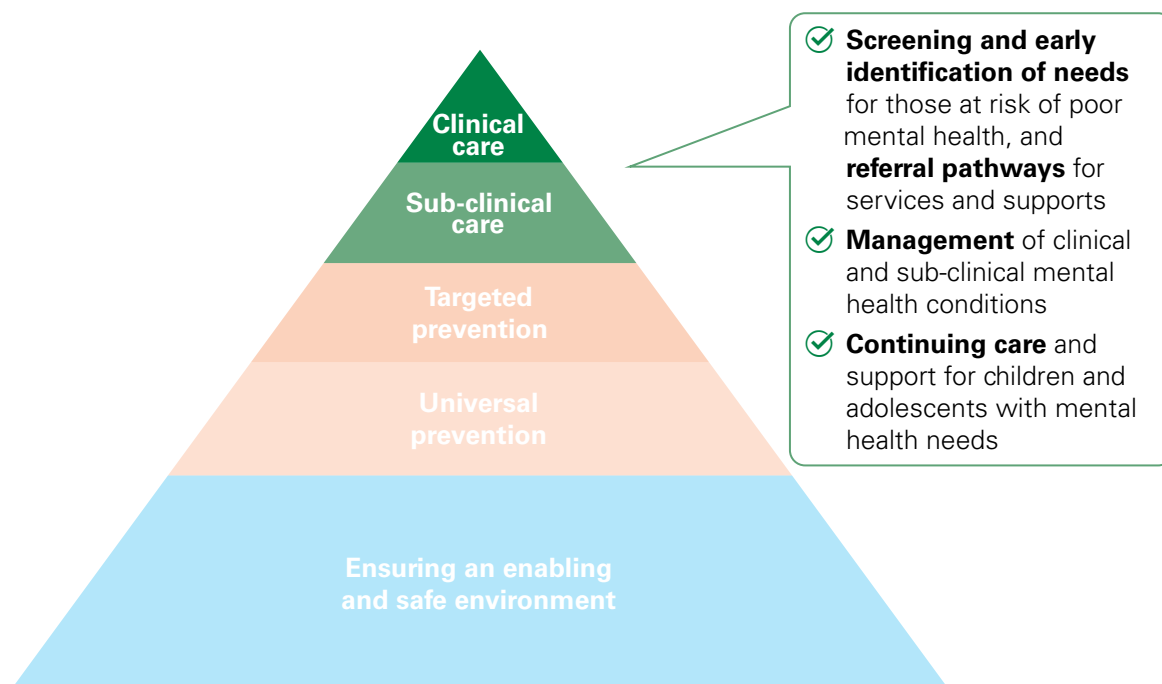 Clinical
care
Sub-clinical
care
Targeted
prevention
Universal
prevention
Ensuring an enabling
and safe environment
Screening and early
identification of needs
for those at risk of poor
mental health, and
referral pathways for
services and supports
Management of clinical
and sub-clinical mental
health conditions
Continuing care and
support for children and
adolescents with mental
health needs